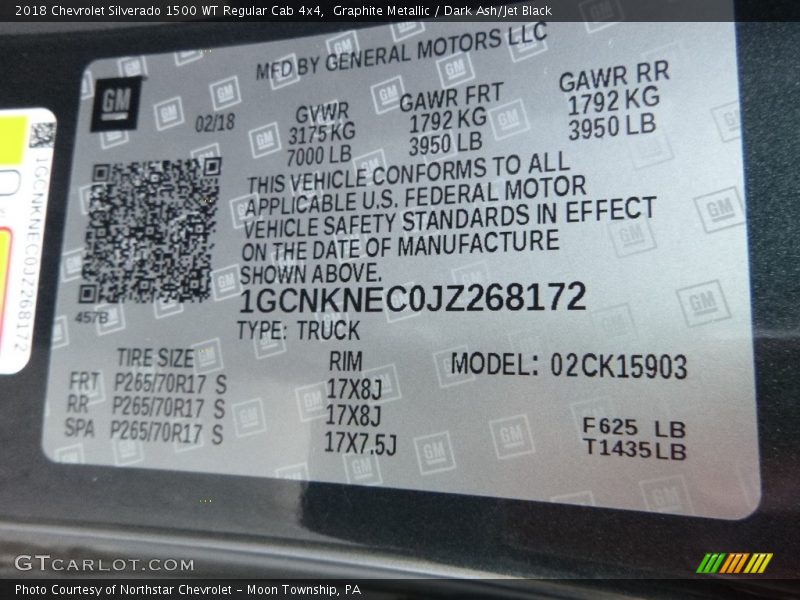 2018 Chevrolet Silverado 1500 WT Regular Cab 4x4, Graphite Metallic / Dark Ash/Jet Black
MFD BY GENERAL MOTORS LLC
GM
02/18
GVWR
3175 KG
7000 LB
GAWR FRT
1792 KG
3950 LB
GAWR RR
1792 KG
3950 LB
THIS VEHICLE CONFORMS TO ALL
APPLICABLE U.S. FEDERAL MOTOR
VEHICLE SAFETY STANDARDS IN EFFECT
ON THE DATE OF MANUFACTURE
SHOWN ABOVE.
1GCNKNEC0JZ268172
457B
TYPE: TRUCK
TIRE SIZE
RIM
MODEL: 02CK15903
FRT P265/70R17 S 17X8J
RR P265/70R17 S 17X8J
SPA P265/70R17 S 17X7.5J
F625 LB
T1435LB
1GCNKNEC0JZ268172
GTCARLOT.COM
Photo Courtesy of Northstar Chevrolet - Moon Township, PA